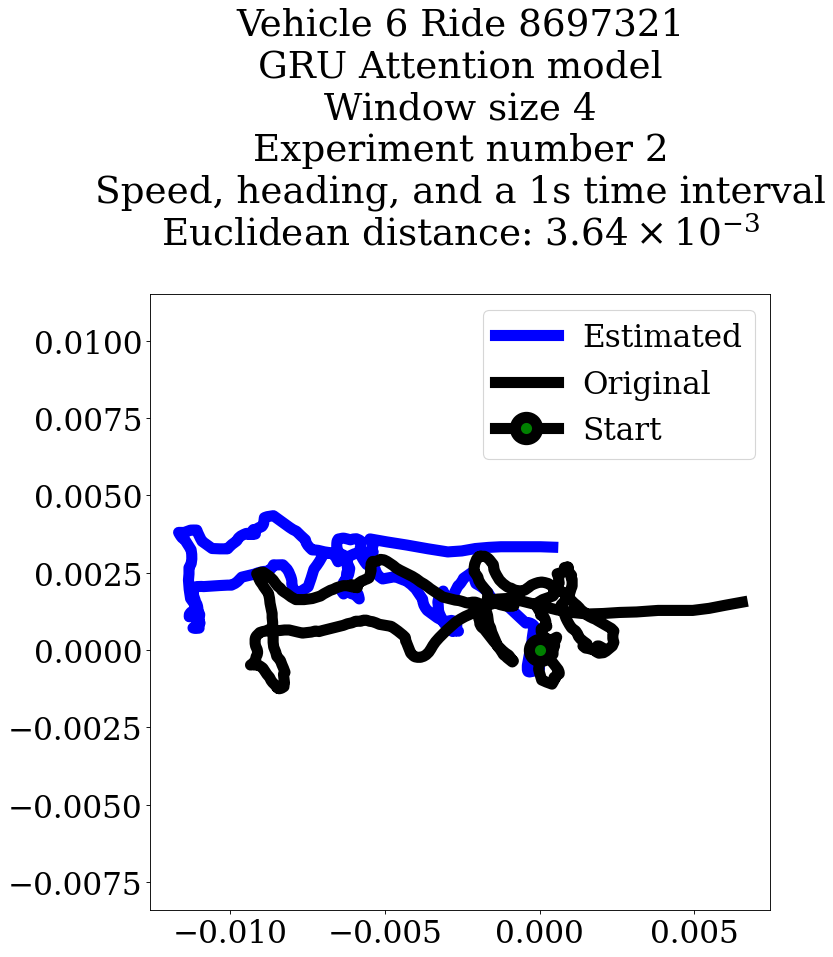 Vehicle 6 Ride 8697321
GRU Attention model
Window size 4
Experiment number 2
Speed, heading, and a 1s time interval
Euclidean distance: 3.64 × 10⁻³
Estimated
Original
Start
0.0100
0.0075
0.0050
0.0025
0.0000
−0.0025
−0.0050
−0.0075
−0.010 −0.005 0.000 0.005